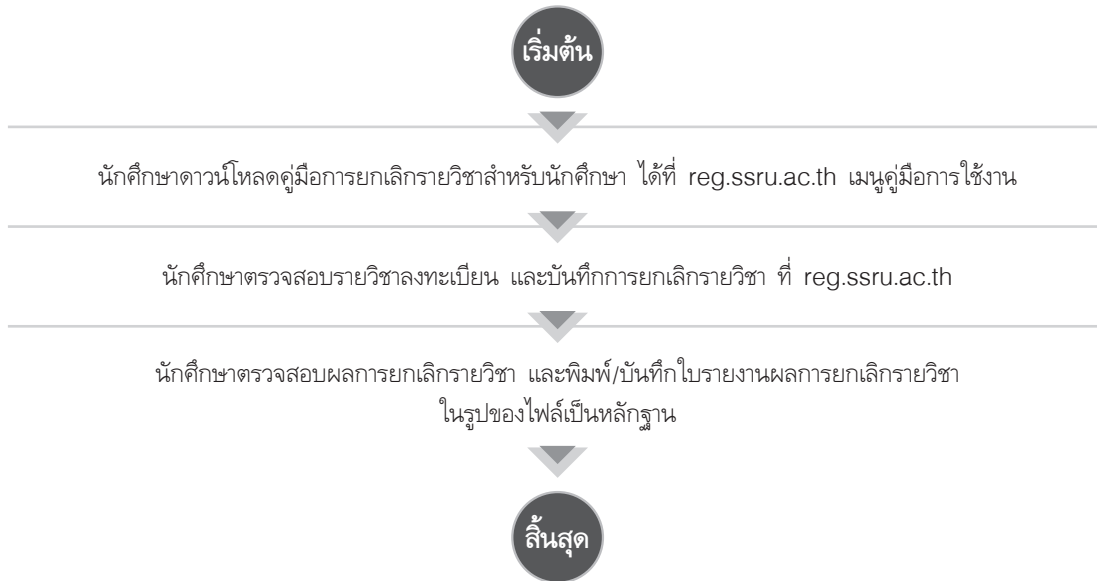 เริ่มต้น
นักศึกษาดาวน์โหลดคู่มือการยกเลิกรายวิชาสำหรับนักศึกษา ได้ที่ reg.ssru.ac.th เมนูคู่มือการใช้งาน
นักศึกษาตรวจสอบรายวิชาลงทะเบียน และบันทึกการยกเลิกรายวิชา ที่ reg.ssru.ac.th
นักศึกษาตรวจสอบผลการยกเลิกรายวิชา และพิมพ์/บันทึกใบรายงานผลการยกเลิกรายวิชา
ในรูปของไฟล์เป็นหลักฐาน
สิ้นสุด